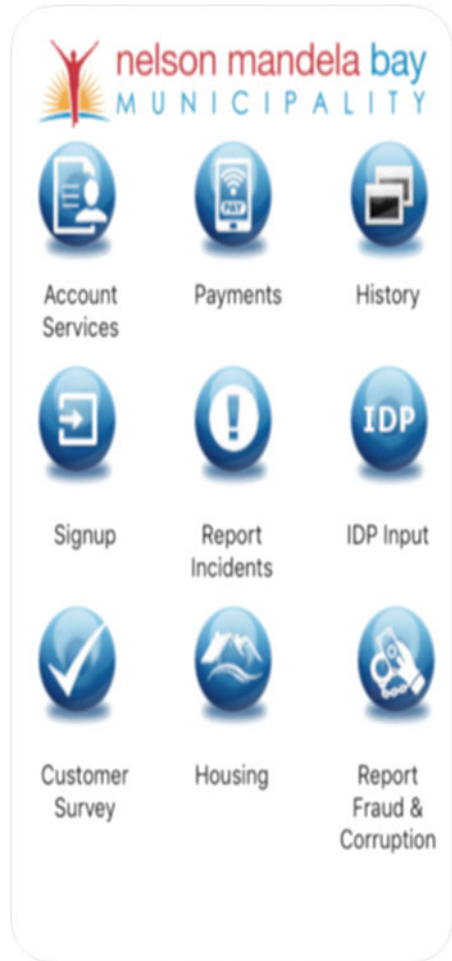 nelson mandela bay
MUNICIPALITY
PAY
Account
Services
Payments
History
IDP
Signup
Report
Incidents
IDP Input
Customer
Survey
Housing
Report
Fraud &
Corruption